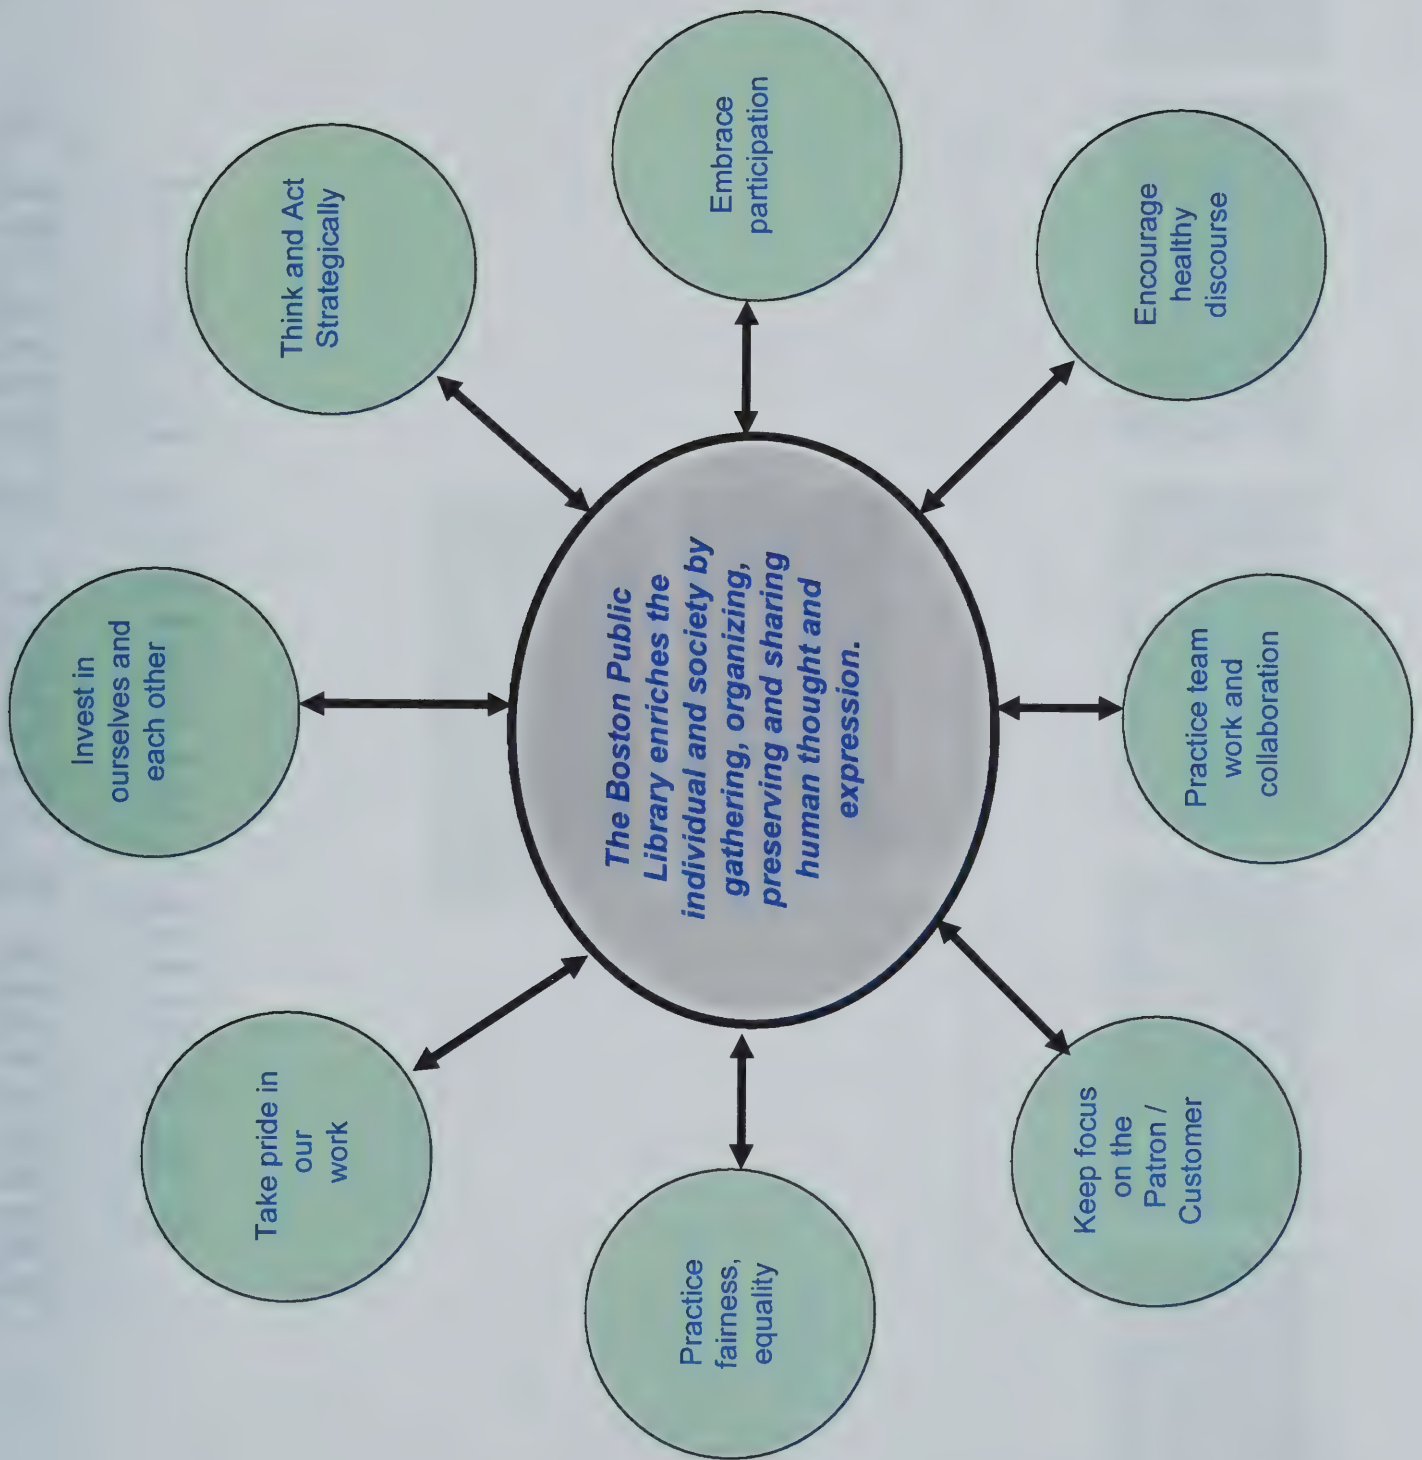 Invest in
ourselves and
each other
Take pride in
our
work
Think and Act
Strategically
The Boston Public
Library enriches the
individual and society by
gathering, organizing,
preserving and sharing
human thought and
expression.
Practice
fairness,
equality
Embrace
participation
Keep focus
on the
Patron /
Customer
Encourage
healthy
discourse
Practice team
work and
collaboration